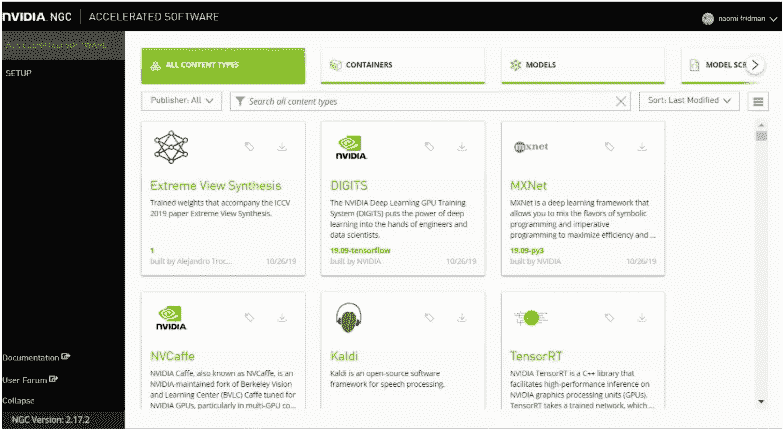 NVIDIA. NGC | ACCELERATED SOFTWARE
naomi fridman
ACCELERATED SOFTWARE
SETUP
ALL CONTENT TYPES
CONTAINERS
MODELS
MODEL SCR
Publisher: All
Search all content types
Sort: Last Modified
Extreme View Synthesis
Trained weights that accompany the ICCV
2019 paper Extreme View Synthesis.
1
built by Alejandro Troc...
10/26/19
NVIDIA.
DIGITS
The NVIDIA Deep Learning GPU Training
System (DIGITS) puts the power of deep
learning into the hands of engineers and
data scientists.
19.09-tensorflow
built by NVIDIA
10/26/19
mxnet
MXNet
MXNet is a deep learning framework that
allows you to mix the flavors of symbolic
programming and imperative
programming to maximize efficiency and ...
19.09-py3
built by NVIDIA
10/26/19
NVIDIA.
NVCaffe
NVIDIA Caffe, also known as NVCaffe, is an
NVIDIA-maintained fork of Berkeley Vision
and Learning Center (BVLC) Caffe tuned for
NVIDIA GPUs, particularly in multi-GPU co...
Kaldi
Kaldi is an open-source software
framework for speech processing.
TensorRT
NVIDIA TensorRT is a C++ library that
facilitates high-performance inference on
NVIDIA graphics processing units (GPUs).
TensorRT takes a trained network, which ...
Documentation
User Forum
Collapse
NGC Version: 2.17.2